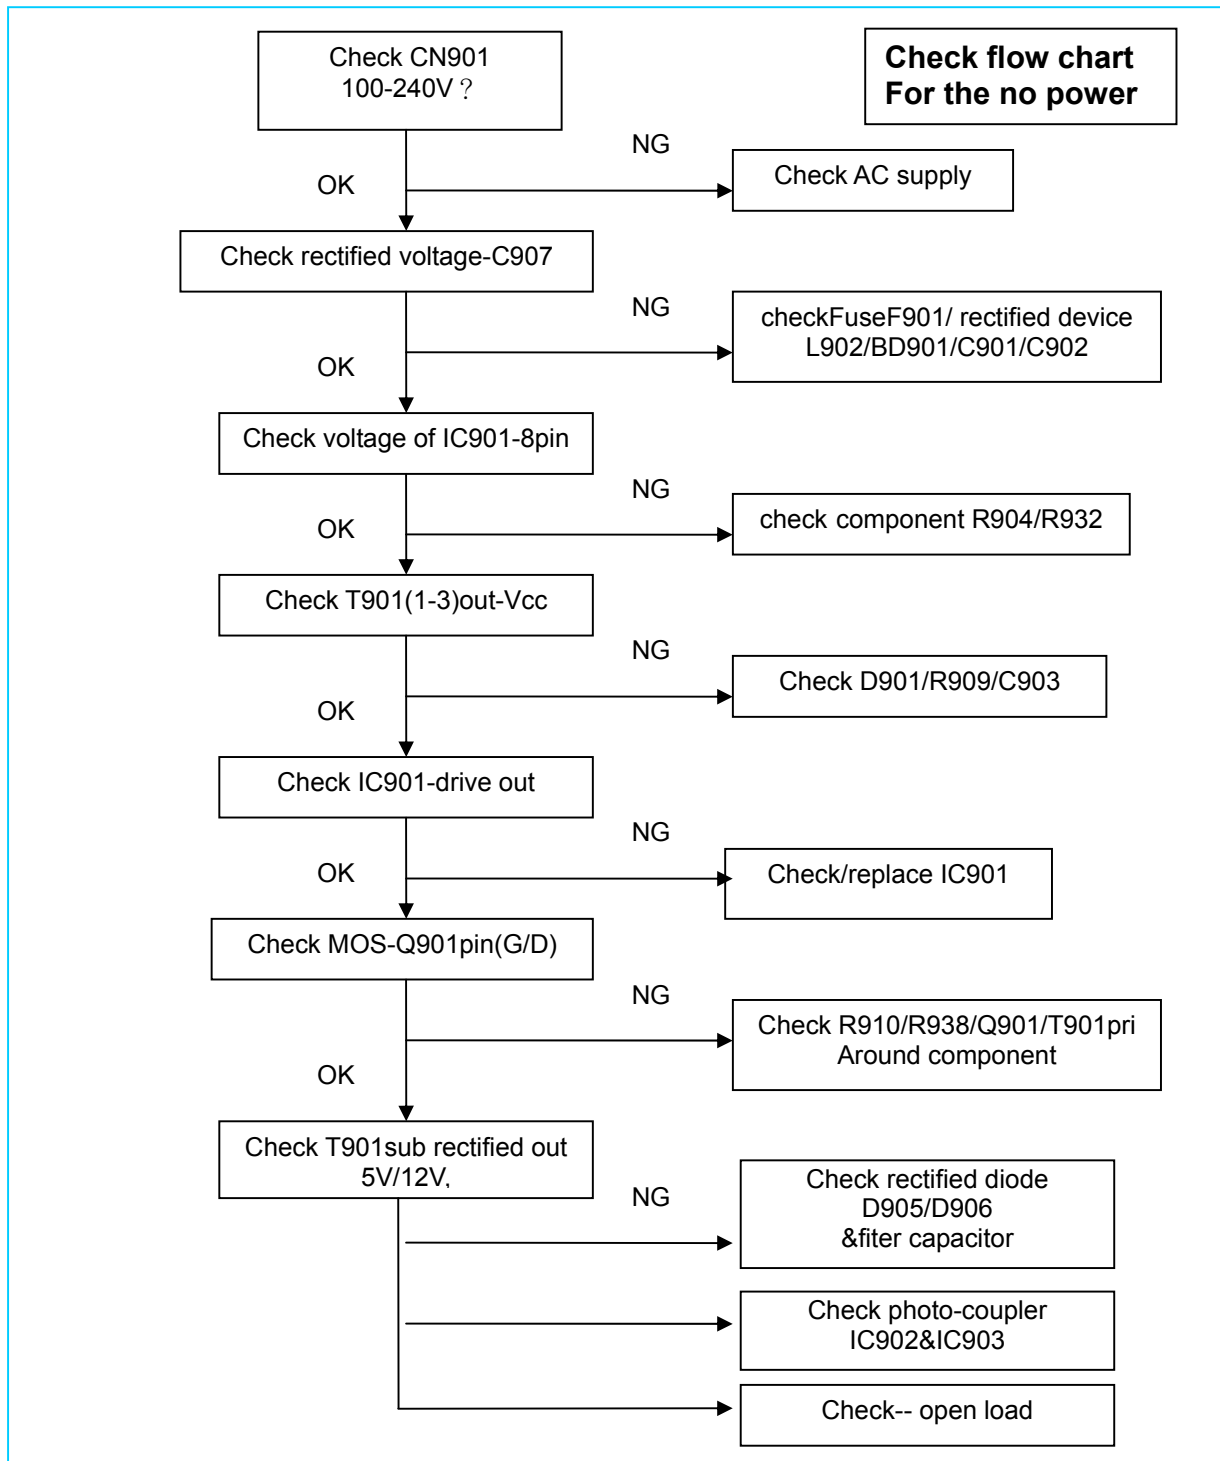 Check CN901
100-240V？
Check flow chart
For the no power
NG
OK
Check AC supply
Check rectified voltage-C907
NG
checkFuseF901/ rectified device
L902/BD901/C901/C902
OK
Check voltage of IC901-8pin
NG
check component R904/R932
OK
Check T901(1-3)out-Vcc
NG
Check D901/R909/C903
OK
Check IC901-drive out
NG
OK
Check/replace IC901
Check MOS-Q901pin(G/D)
NG
Check R910/R938/Q901/T901pri
Around component
OK
Check T901sub rectified out
5V/12V,
NG
Check rectified diode
D905/D906
&fiter capacitor
Check photo-coupler
IC902&IC903
Check-- open load